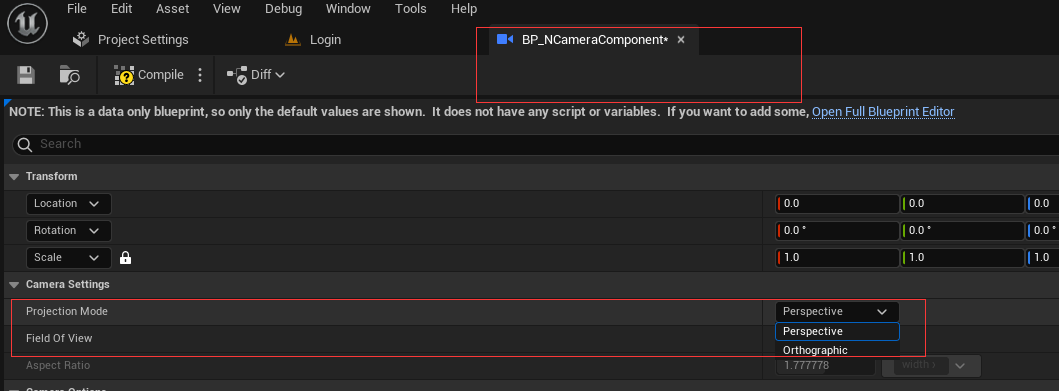 File Edit Asset View Debug Window Tools Help
Project Settings Login BP_NCameraComponent* ×
Compile Diff
NOTE: This is a data only blueprint, so only the default values are shown. It does not have any script or variables. If you want to add some, Open Full Blueprint Editor
Search
Transform
Location 0.0 0.0 0.0
Rotation 0.0 ° 0.0 ° 0.0 °
Scale 1.0 1.0 1.0
Camera Settings
Projection Mode Perspective
Perspective
Field Of View
Orthographic
Aspect Ratio 1.777778 width